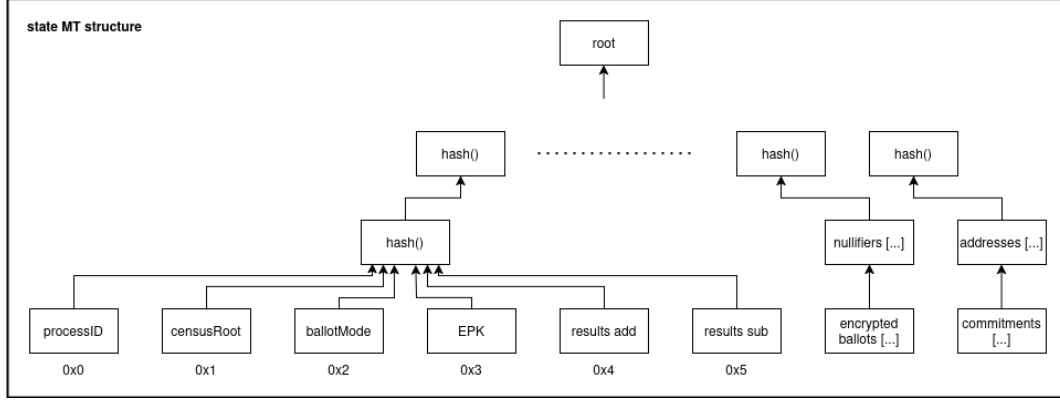 state MT structure
root
hash()
hash()
hash()
hash()
nullifiers [...]
addresses [...]
processID
censusRoot
ballotMode
EPK
results add
results sub
encrypted
ballots [...]
commitments
[...]
0x0
0x1
0x2
0x3
0x4
0x5